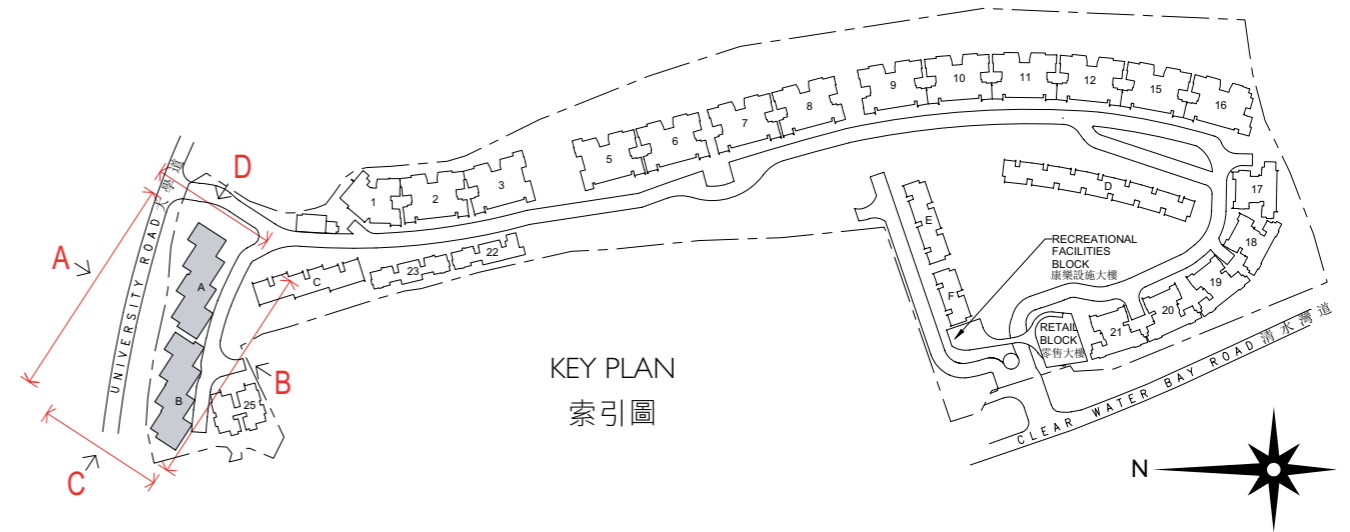 9
10
11
12
15
16
8
7
6
5
3
2
1
D
UNIVERSITY ROAD 大學道
A
A
B
C
B
25
C
23
22
D
17
18
19
20
21
E
F
RECREATIONAL
FACILITIES
BLOCK
康樂設施大樓
RETAIL
BLOCK
零售大樓
CLEAR WATER BAY ROAD 清水灣道
KEY PLAN
索引圖
N